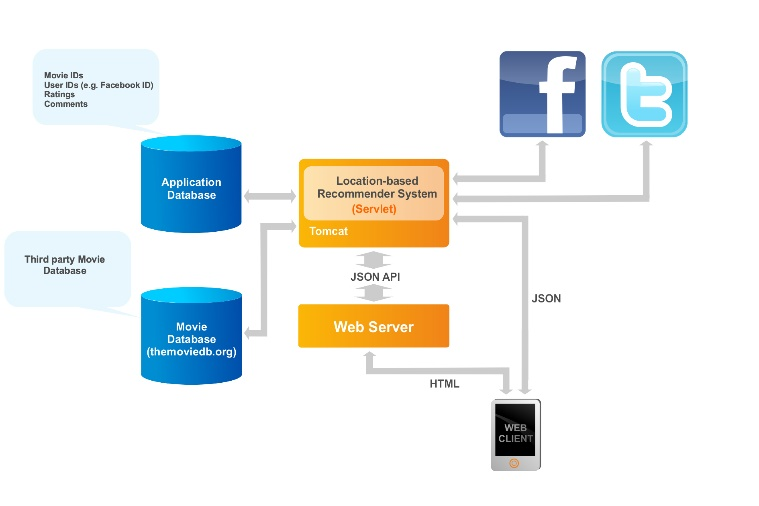 Movie IDs
User IDs (e.g. Facebook ID)
Ratings
Comments
Application
Database
Location-based
Recommender System
(Servlet)
Tomcat
Third party Movie
Database
JSON API
Movie
Database
(themoviedb.org)
Web Server
JSON
HTML
WEB
CLIENT